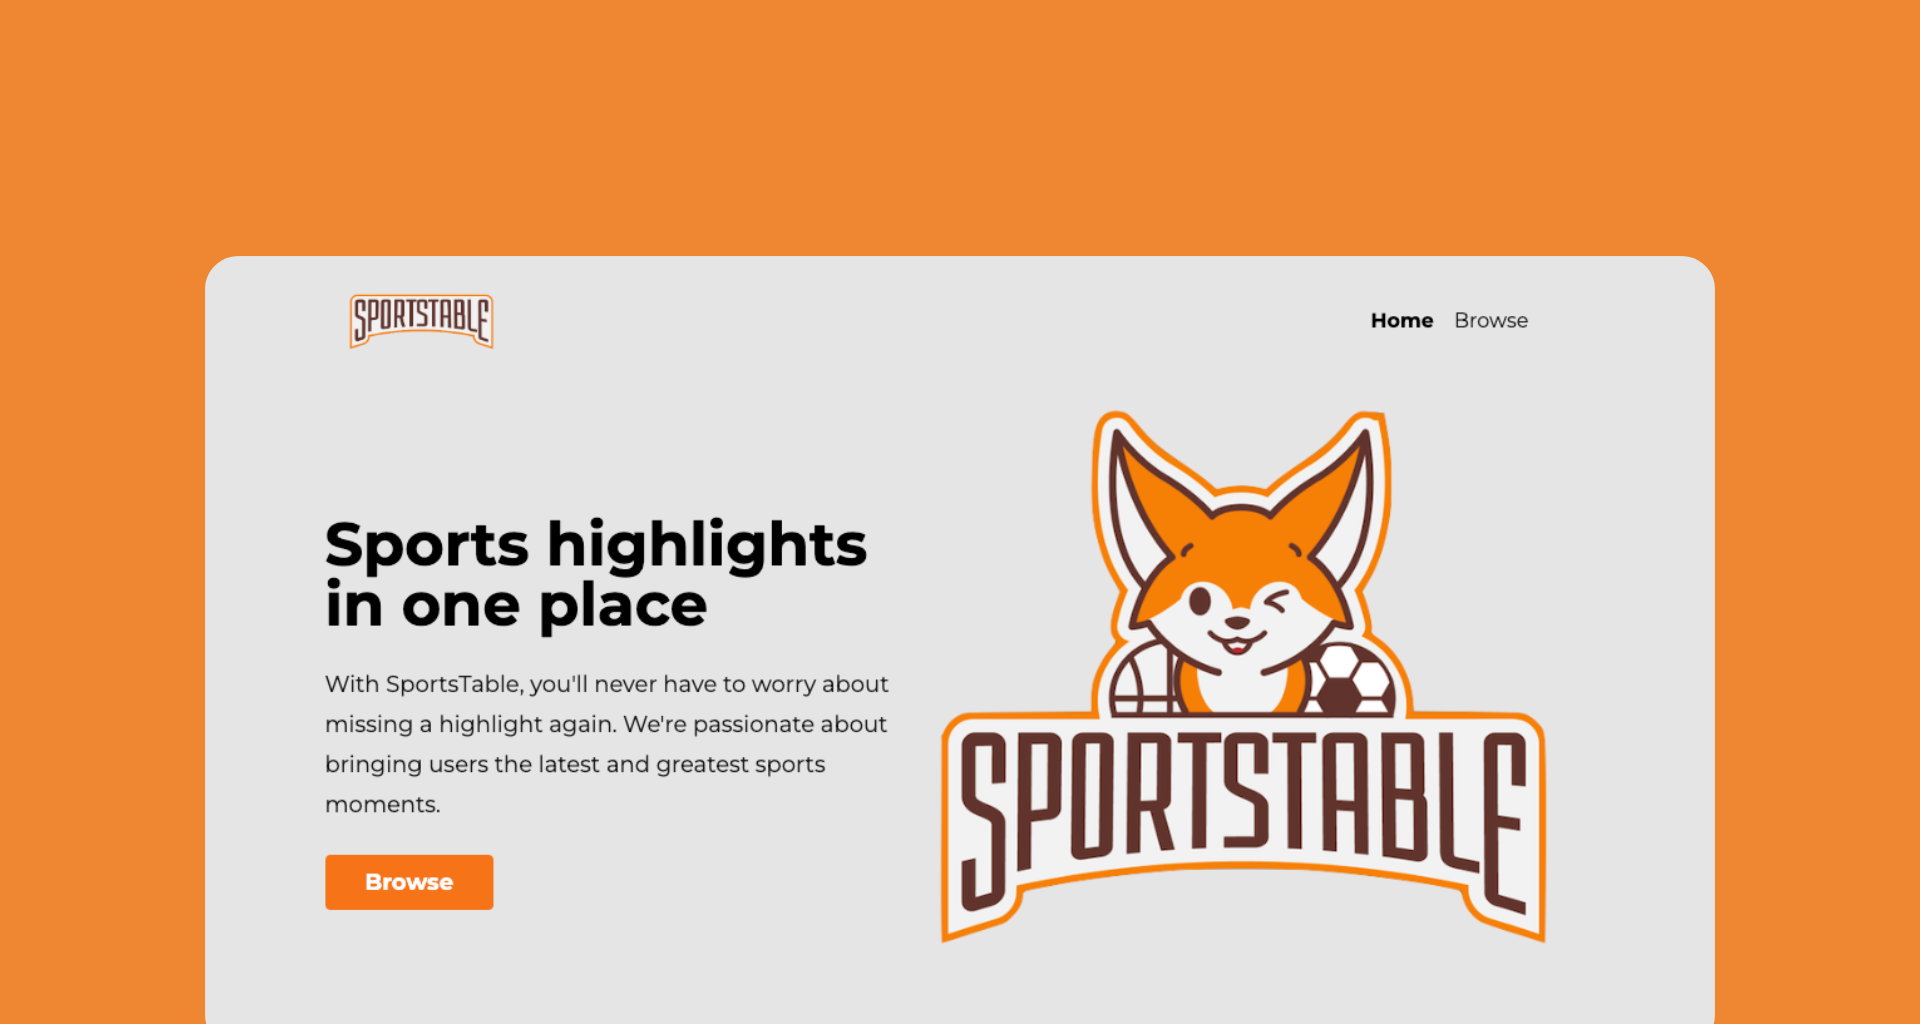 SPORTSTABLE
Home Browse
Sports highlights
in one place
With SportsTable, you'll never have to worry about
missing a highlight again. We're passionate about
bringing users the latest and greatest sports
moments.
Browse
SPORTSTABLE